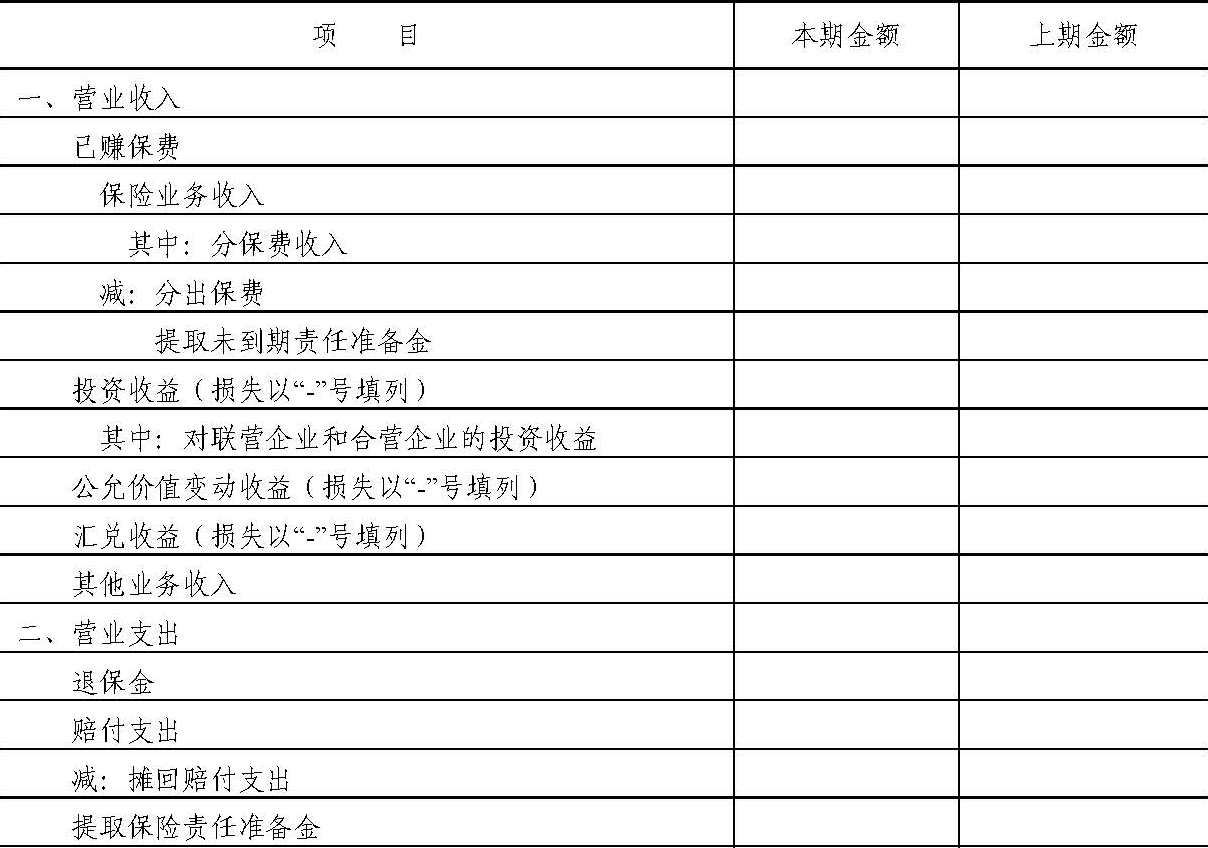 项 目 本期金额 上期金额
一、营业收入
已赚保费
保险业务收入
其中：分保费收入
减：分出保费
提取未到期责任准备金
投资收益（损失以“-”号填列）
其中：对联营企业和合营企业的投资收益
公允价值变动收益（损失以“-”号填列）
汇兑收益（损失以“-”号填列）
其他业务收入
二、营业支出
退保金
赔付支出
减：摊回赔付支出
提取保险责任准备金